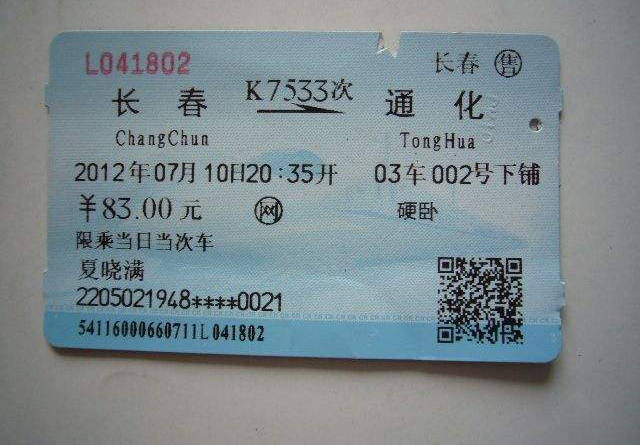 L041802 长春 售
长春 K7533次 通化
ChangChun TongHua
2012年07月10日20:35开 03车002号下铺
￥83.00元 网 硬卧
限乘当日当次车
夏晓满
2205021948****0021
54116000660711L041802